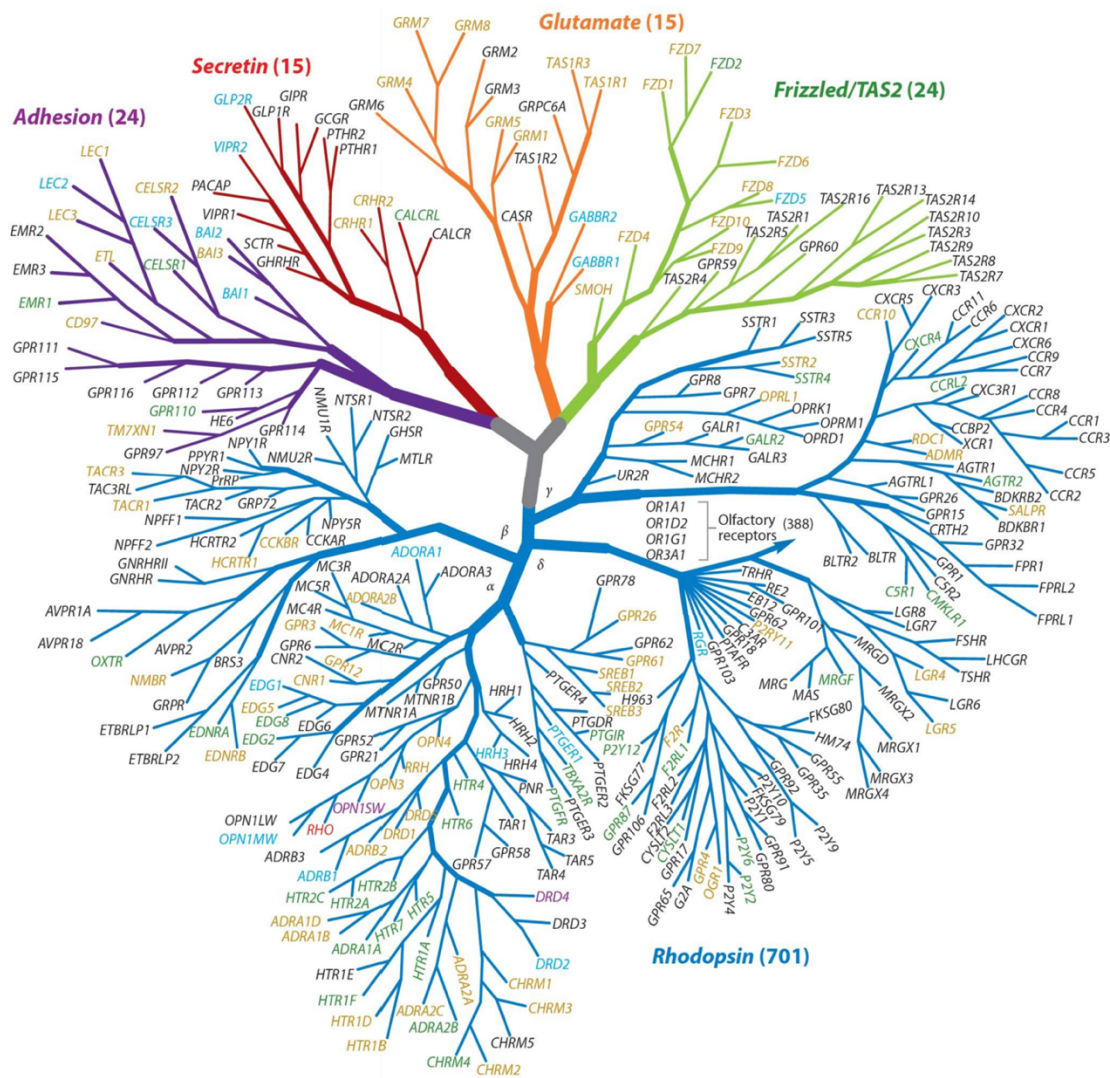 Glutamate (15)
GRM7
GRM8
GRM2
GRM4
GRM3
GRM6
GRM5
GRM1
GRPC6A
TAS1R3
TAS1R1
TAS1R2
CASR
GABBR2
GABBR1
Secretin (15)
GLP2R
GIPR
GLP1R
GCGR
PTHR2
PTHR1
VIPR2
PACAP
VIPR1
SCTR
GHRHR
CRHR2
CRHR1
CALCRL
CALCR
Adhesion (24)
LEC1
LEC2
LEC3
CELSR2
CELSR3
CELSR1
BAI2
BAI3
BAI1
EMR2
ETL
EMR3
EMR1
CD97
GPR111
GPR115
GPR116
GPR112
GPR113
GPR110
HE6
TM7XN1
GPR114
GPR97
Frizzled/TAS2 (24)
FZD7
FZD2
FZD1
FZD3
FZD6
FZD8
FZD5
FZD10
FZD9
FZD4
SMOH
TAS2R13
TAS2R16
TAS2R14
TAS2R10
TAS2R3
TAS2R9
TAS2R8
TAS2R7
TAS2R1
TAS2R5
GPR60
GPR59
TAS2R4
SSTR1
SSTR3
SSTR5
SSTR2
SSTR4
GPR8
GPR7
OPRL1
OPRK1
OPRM1
OPRD1
GPR54
GALR1
GALR2
GALR3
MCHR1
MCHR2
UR2R
CXCR5
CXCR3
CCR10
CCR11
CCR6
CXCR4
CXCR2
CXCR1
CXCR6
CCR9
CCR7
CCRL2
CXC3R1
CCR8
CCR4
CCR1
CCR3
CCBP2
XCR1
CCR5
CCR2
RDC1
ADMR
AGTR1
AGTR2
BDKRB2
SALPR
BDKBR1
AGTRL1
GPR26
GPR15
CRTH2
GPR32
FPR1
FPRL2
FPRL1
GPR1
C5R2
CMKLR1
C5R1
BLTR
BLTR2
γ
β
α
δ
OR1A1
OR1D2
OR1G1
OR3A1
Olfactory
receptors
(388)
NMU1R
NTSR1
NTSR2
GHSR
MTLR
NMU2R
NPY1R
PPYR1
NPY2R
PrRP
TACR3
TAC3RL
TACR1
TACR2
GRP72
NPFF1
NPFF2
HCRTR2
HCRTR1
CCKBR
CCKAR
NPY5R
GNRHRII
GNRHR
AVPR1A
AVPR18
OXTR
AVPR2
NMBR
BRS3
GRPR
ETBRLP1
ETBRLP2
EDNRA
EDNRB
ADORA1
ADORA2A
ADORA3
ADORA2B
MC3R
MC5R
MC4R
MC1R
MC2R
GPR3
GPR6
CNR2
GPR12
CNR1
EDG1
EDG5
EDG8
EDG2
EDG6
EDG7
EDG4
GPR50
MTNR1B
MTNR1A
GPR52
GPR21
OPN4
RRH
OPN3
OPN1SW
OPN1LW
RHO
OPN1MW
ADRB3
ADRB2
ADRB1
DRD1
HTR2C
HTR2B
HTR2A
ADRA1D
ADRA1B
ADRA1A
HTR7
HTR5
HTR1E
HTR1F
HTR1D
HTR1B
HTR1A
ADRA2A
ADRA2C
ADRA2B
CHRM4
CHRM2
CHRM5
CHRM3
CHRM1
DRD2
DRD3
DRD4
HTR6
HTR4
GPR57
GPR58
TAR1
TAR3
TAR5
TAR4
PNR
HRH1
HRH2
HRH3
HRH4
GPR78
GPR26
GPR62
GPR61
SREB1
SREB2
SREB3
PTGER4
PTGDR
PTGIR
PTGER1
P2Y12
TBXA2R
PTGER2
PTGER3
PTGFR
H963
FKSG77
GPR87
GPR106
F2R
F2RL1
F2RL2
F2RL3
CYSLT2
CYSLT1
GPR17
GPR65
G2A
GPR4
OGR1
P2Y4
P2Y6
P2Y2
GPR80
GPR91
P2Y1
FKSG79
P2Y10
GPR92
P2Y5
P2Y9
GPR35
GPR55
HM74
FKSG80
RGR
GPR103
PTAFR
GPR18
C3AR
P2RY11
GPR62
EB12
RE2
TRHR
GPR101
MRG
MAS
MRGF
MRGD
MRGX2
MRGX1
MRGX3
MRGX4
LGR8
LGR7
LGR4
LGR5
LGR6
FSHR
LHCGR
TSHR
Rhodopsin (701)